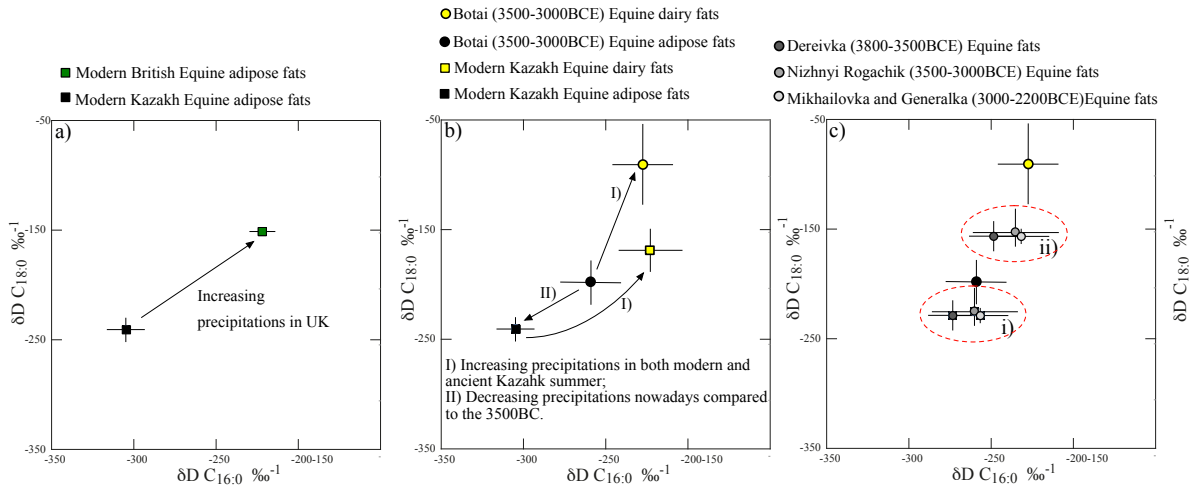 Modern British Equine adipose fats
Modern Kazakh Equine adipose fats
a)
-50
-150
-250
-350
δD C18:0 ‰-1
Increasing
precipitations in UK
-350
-300
-250
-200
-150
δD C16:0 ‰-1
Botai (3500-3000BCE) Equine dairy fats
Botai (3500-3000BCE) Equine adipose fats
Modern Kazakh Equine dairy fats
Modern Kazakh Equine adipose fats
b)
-50
-150
-250
-350
δD C18:0 ‰-1
I)
II)
I)
I) Increasing precipitations in both modern and
ancient Kazahk summer;
II) Decreasing precipitations nowadays compared
to the 3500BC.
-350
-300
-250
-200
-150
δD C16:0 ‰-1
Dereivka (3800-3500BCE) Equine fats
Nizhnyi Rogachik (3500-3000BCE) Equine fats
Mikhailovka and Generalka (3000-2200BCE)Equine fats
c)
-50
-150
-250
-350
δD C18:0 ‰-1
ii)
i)
-350
-300
-250
-200
-150
δD C16:0 ‰-1
δD C18:0 ‰-1